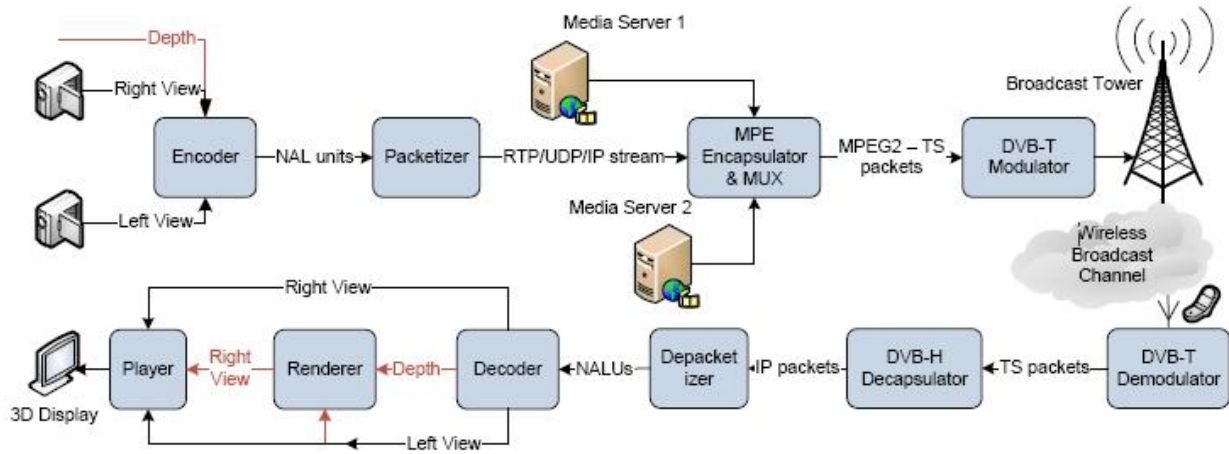 Media Server 1
Depth
Right View
Broadcast Tower
Encoder
NAL units
Packetizer
RTP/UDP/IP stream
MPE
Encapsulator
& MUX
MPEG2 – TS
packets
DVB-T
Modulator
Left View
Media Server 2
Wireless
Broadcast
Channel
Right View
Player
Right
View
Renderer
Depth
Decoder
NALUs
Depacket
izer
IP packets
DVB-H
Decapsulator
TS packets
DVB-T
Demodulator
3D Display
Left View